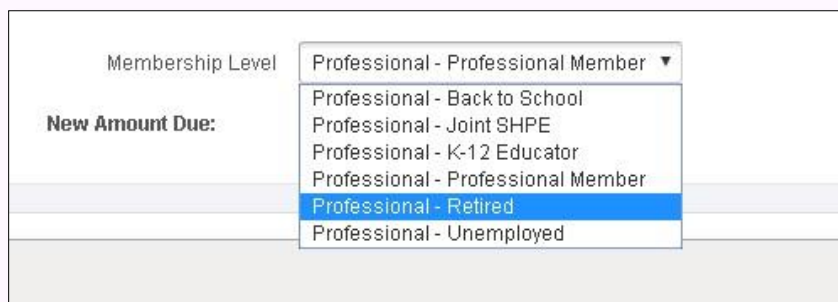 Membership Level Professional - Professional Member
Professional - Back to School
New Amount Due:
Professional - Joint SHPE
Professional - K-12 Educator
Professional - Professional Member
Professional - Retired
Professional - Unemployed